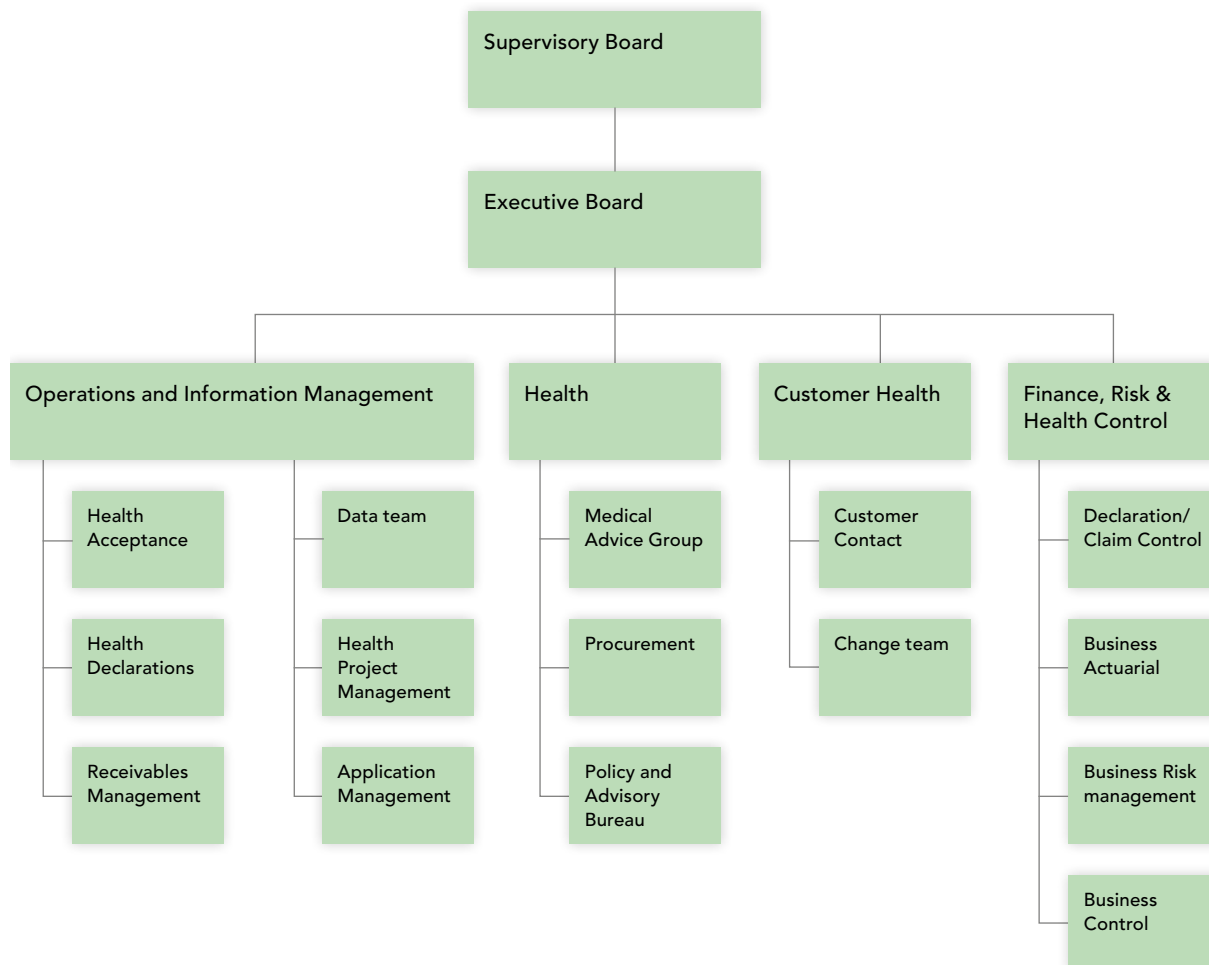 Supervisory Board
Executive Board
Operations and Information Management
Health
Customer Health
Finance, Risk &
Health Control
Health
Acceptance
Health
Declarations
Receivables
Management
Data team
Health
Project
Management
Application
Management
Medical
Advice Group
Procurement
Policy and
Advisory
Bureau
Customer
Contact
Change team
Declaration/
Claim Control
Business
Actuarial
Business Risk
management
Business
Control